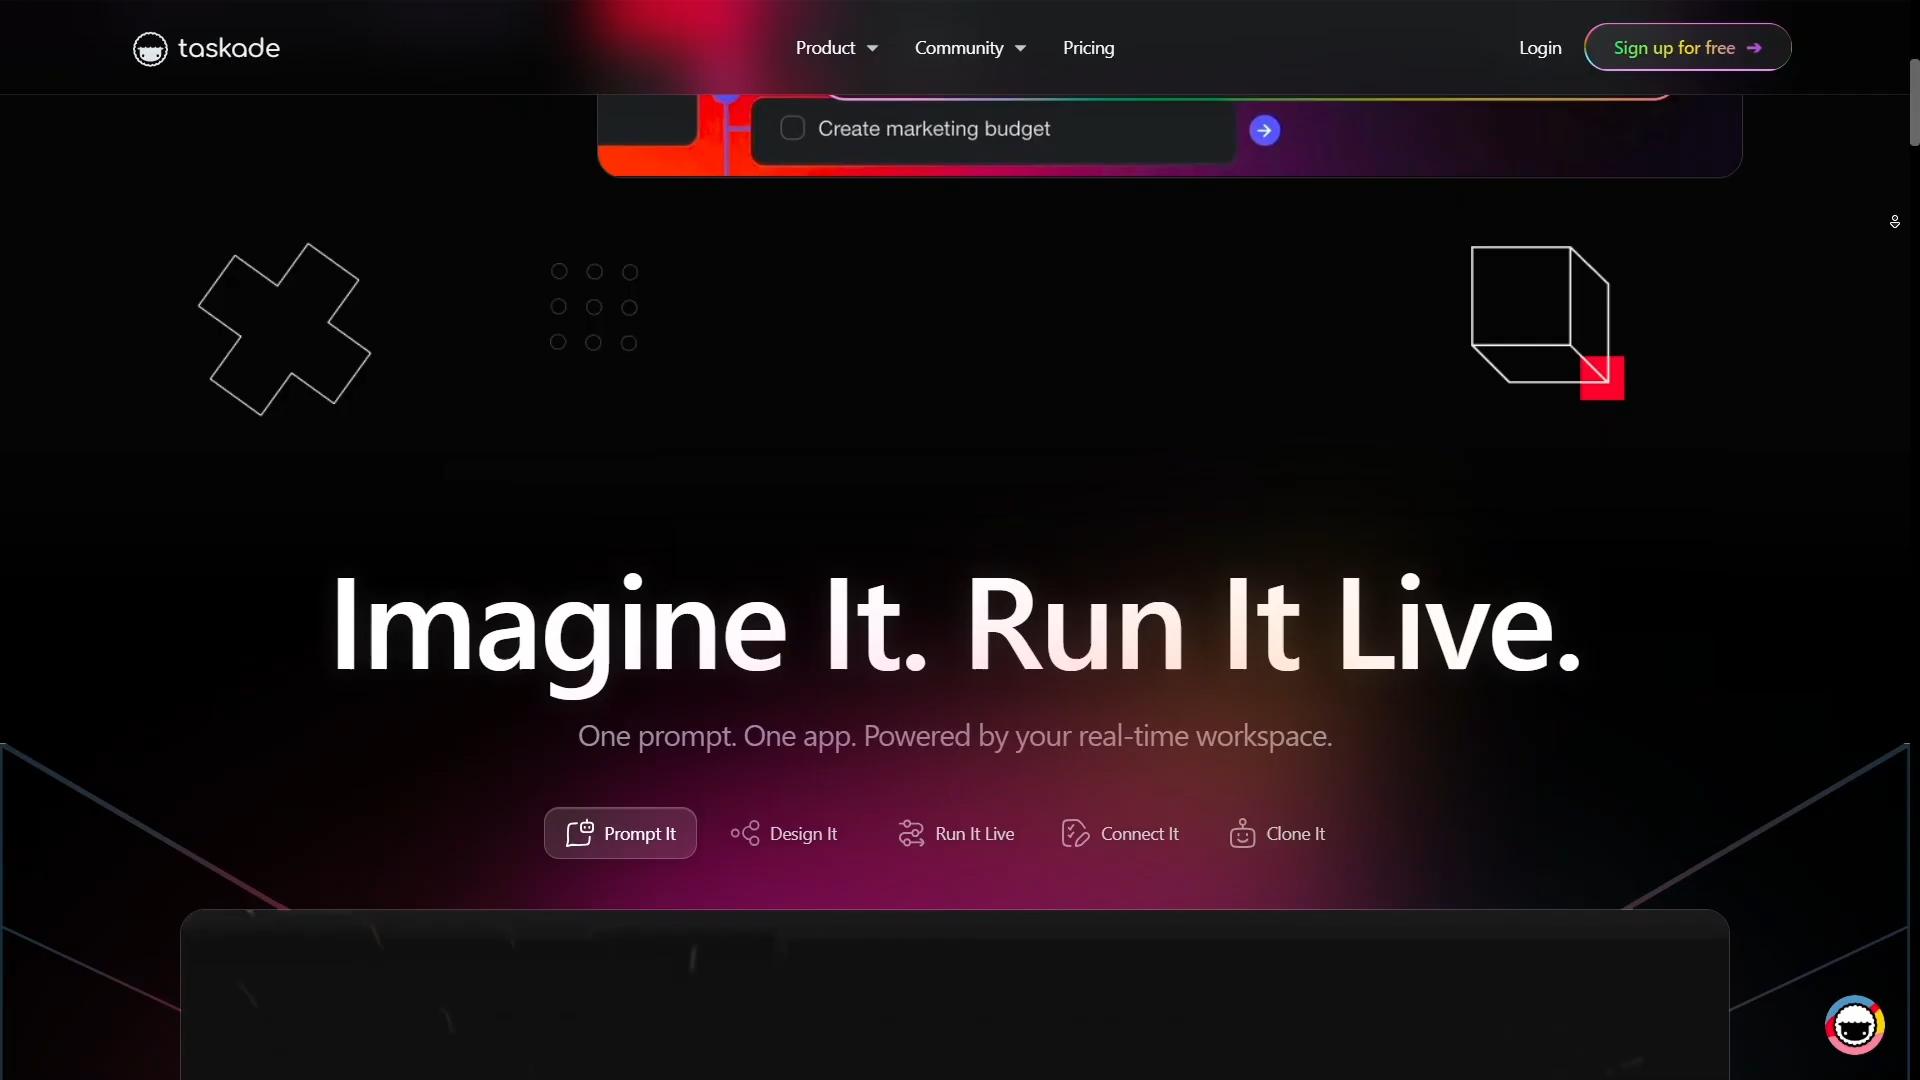 taskade
Product
Community
Pricing
Login
Sign up for free
Create marketing budget
Imagine It. Run It Live.
One prompt. One app. Powered by your real-time workspace.
Prompt It
Design It
Run It Live
Connect It
Clone It